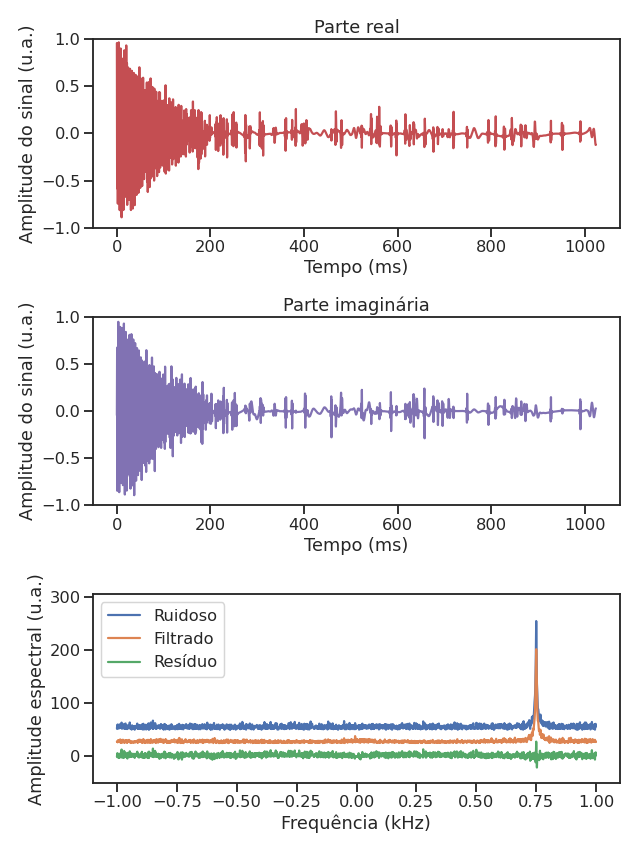 Parte real
Amplitude do sinal (u.a.)
1.0
0.5
0.0
−0.5
−1.0
0 200 400 600 800 1000
Tempo (ms)
Parte imaginária
Amplitude do sinal (u.a.)
1.0
0.5
0.0
−0.5
−1.0
0 200 400 600 800 1000
Tempo (ms)
Amplitude espectral (u.a.)
300
200
100
0
Ruidoso
Filtrado
Resíduo
−1.00 −0.75 −0.50 −0.25 0.00 0.25 0.50 0.75 1.00
Frequência (kHz)